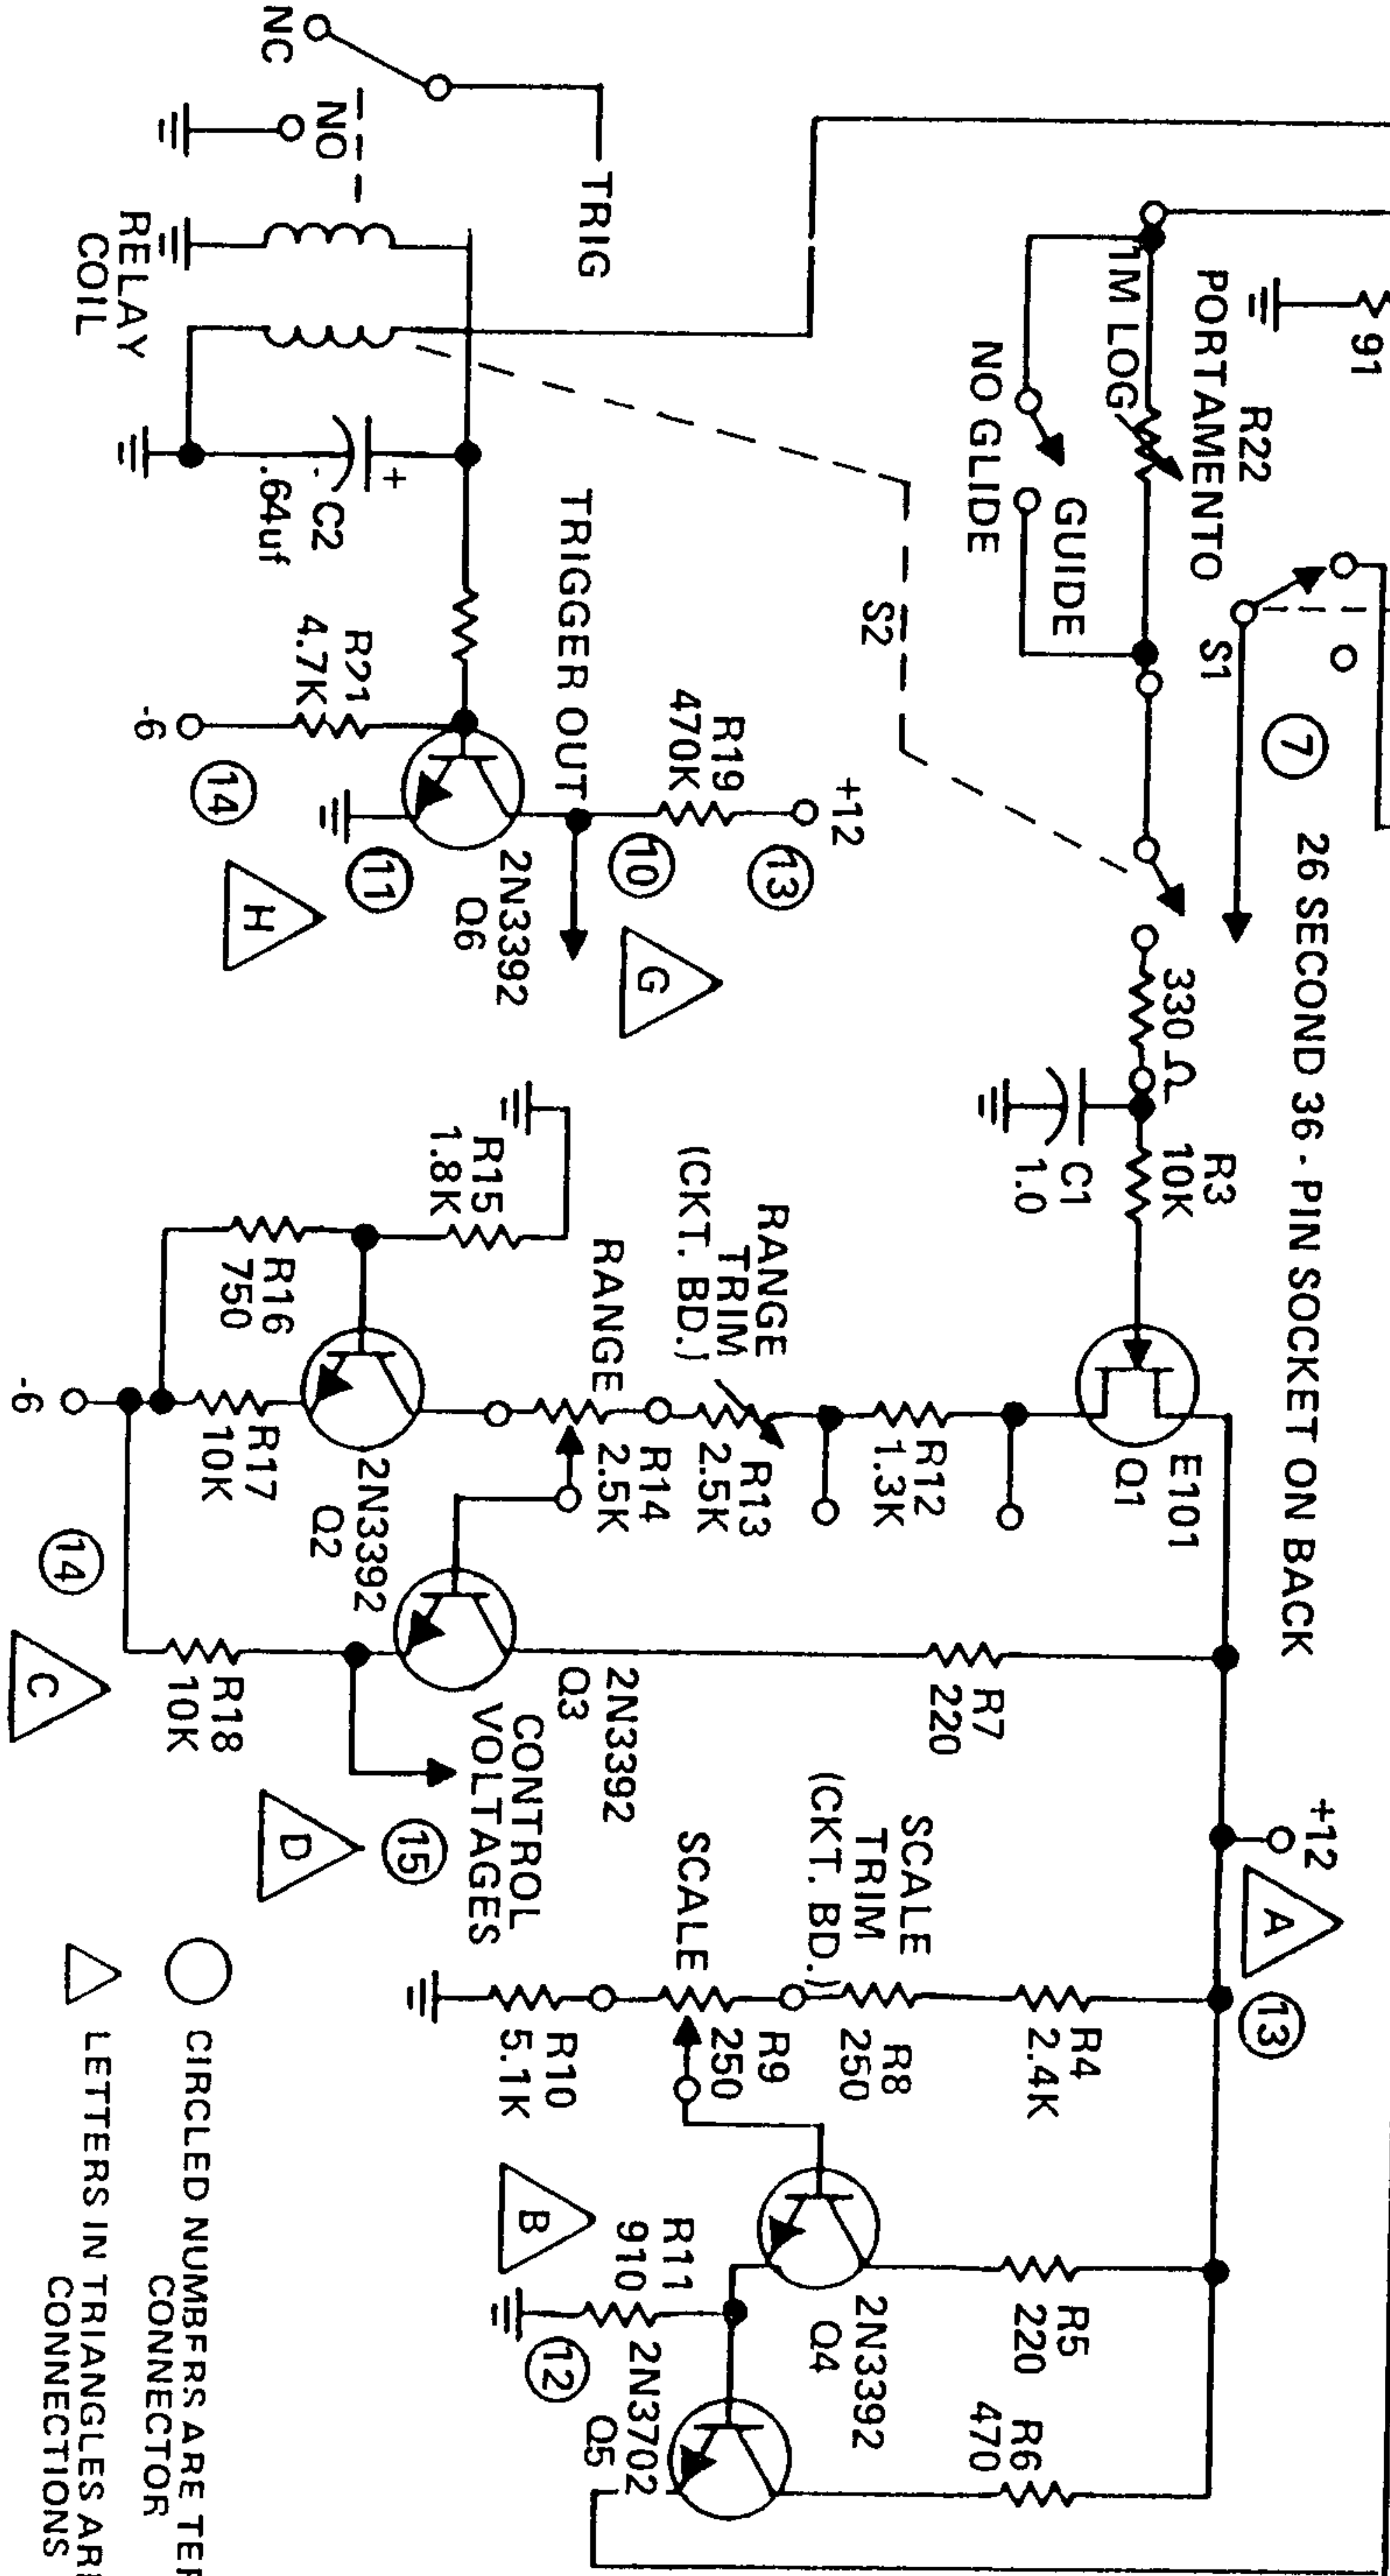 NC
NO
TRIG
RELAY
COIL
91
R22
PORTAMENTO
1M LOG
NO GLIDE
GUIDE
S1
7
S2
26 SECOND 36 - PIN SOCKET ON BACK
+
-
C2
.64uf
TRIGGER OUT
R21
4.7K
-6
14
R19
470K
+12
13
10
11
2N3392
Q6
H
G
330 Ω
C1
1.0
R3
10K
E101
Q1
R15
1.8K
R16
750
RANGE
TRIM
(CKT. BD.)
RANGE
R12
1.3K
R13
2.5K
R14
2.5K
2N3392
Q2
R17
10K
-6
14
C
R18
10K
2N3392
Q3
R7
220
CONTROL
VOLTAGES
15
D
+12
A
13
SCALE
TRIM
(CKT. BD.)
SCALE
R4
2.4K
R8
250
R9
250
R10
5.1K
B
R11
910
12
2N3392
Q4
R5
220
R6
470
2N3702
Q5
CIRCLED NUMBERS ARE TER
CONNECTOR
LETTERS IN TRIANGLES ARE
CONNECTIONS